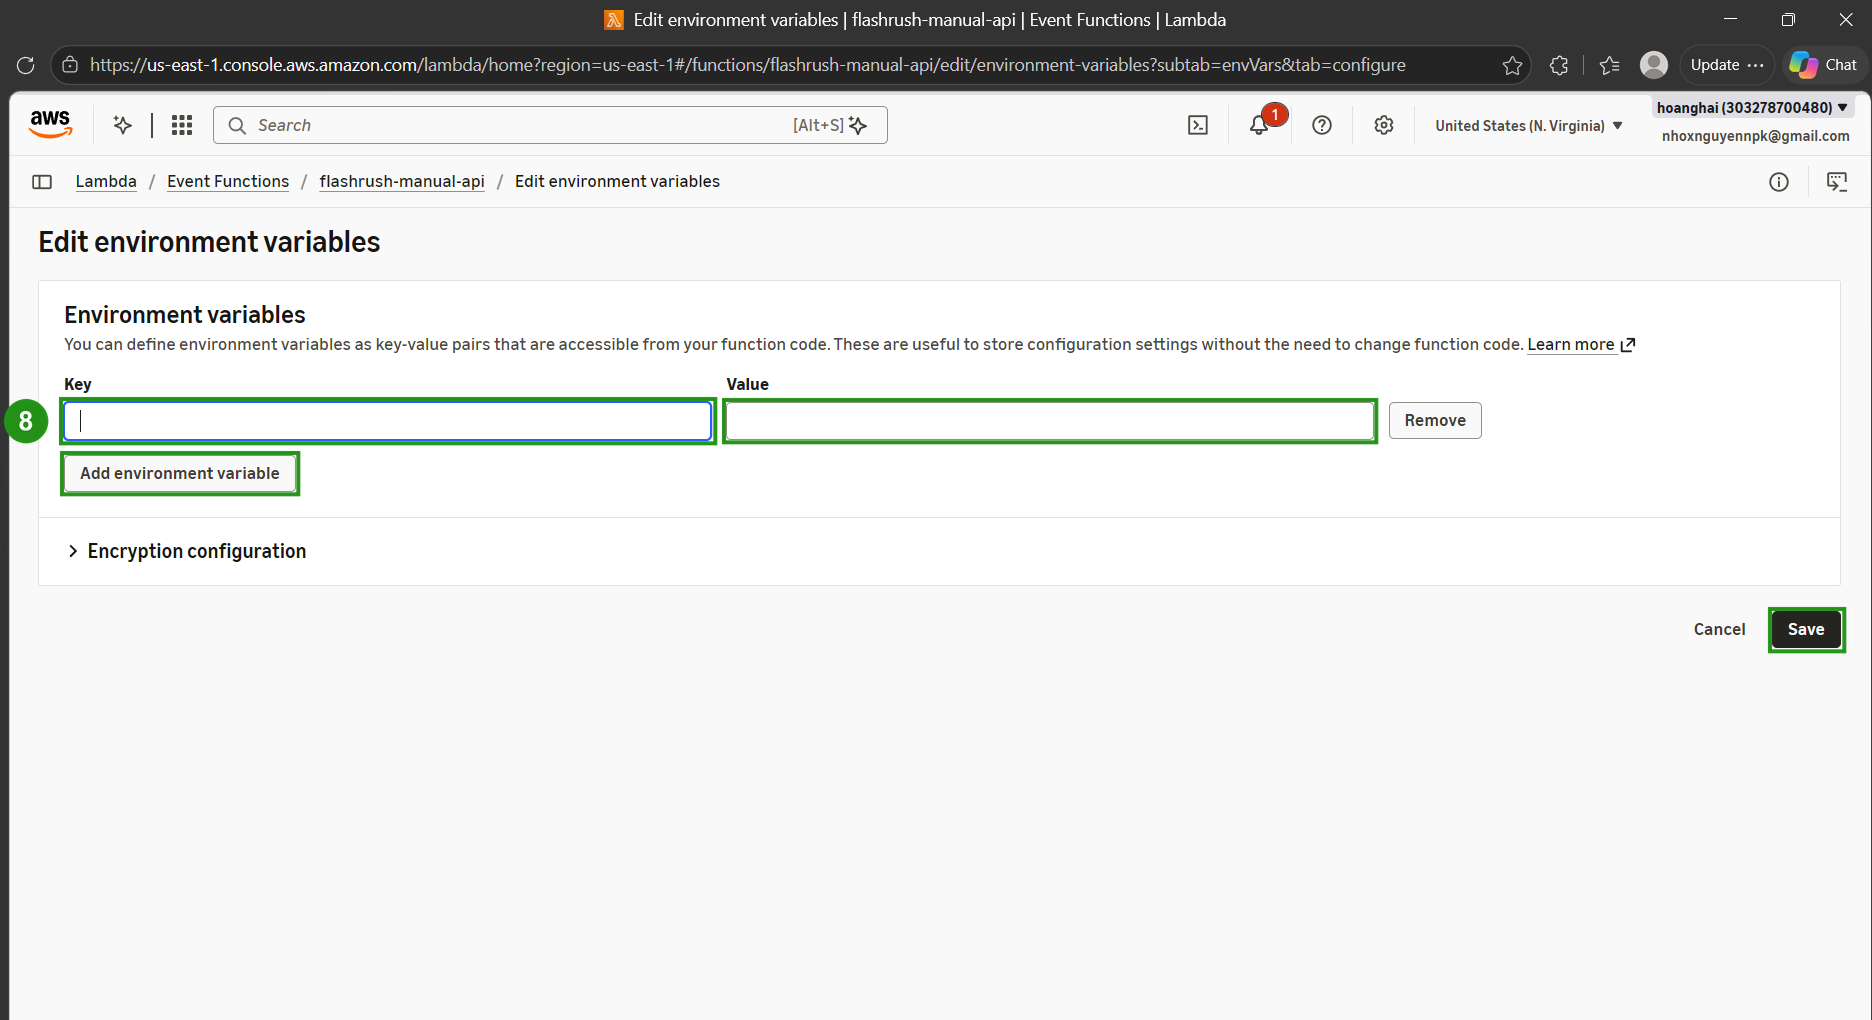 Edit environment variables | flashrush-manual-api | Event Functions | Lambda
https://us-east-1.console.aws.amazon.com/lambda/home?region=us-east-1#/functions/flashrush-manual-api/edit/environment-variables?subtab=envVars&tab=configure
Update
Chat
aws
Search
[Alt+S]
1
United States (N. Virginia)
hoanghai (303278700480)
nhoxnguyennpk@gmail.com
Lambda / Event Functions / flashrush-manual-api / Edit environment variables
Edit environment variables
Environment variables
You can define environment variables as key-value pairs that are accessible from your function code. These are useful to store configuration settings without the need to change function code. Learn more
Key
Value
8
Remove
Add environment variable
Encryption configuration
Cancel
Save